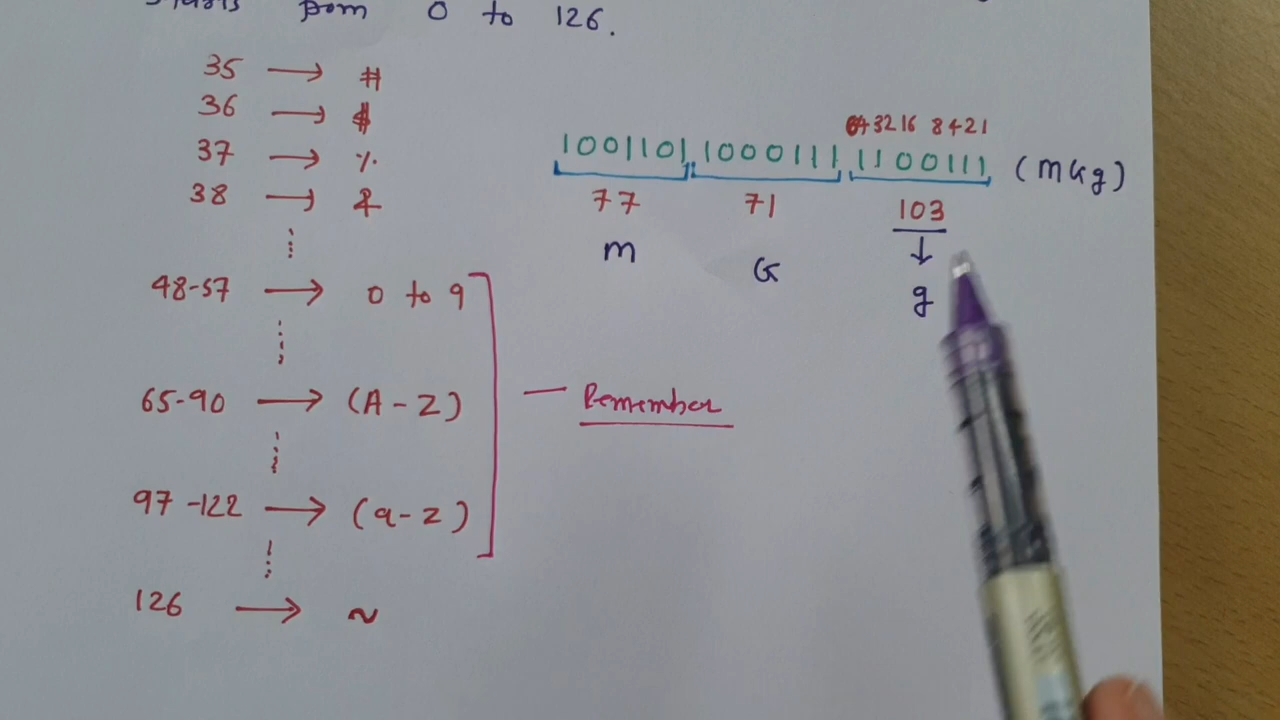 from 0 to 126.
35 → #
36 → $
37 → %
38 → &
48-57 → 0 to 9
65-90 → (A-Z)
97-122 → (a-z)
126 → ~
Remember
64 32 16 8 4 2 1
1001101 1000111 1100111 (mGg)
77 71 103
m G ↓
g